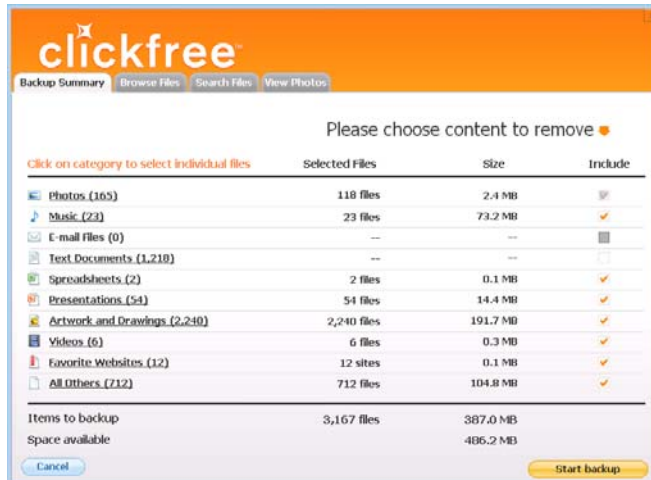 clickfree™
Backup Summary Browse Files Search Files View Photos
Please choose content to remove
Click on category to select individual files Selected Files Size Include
Photos (165) 118 files 2.4 MB
Music (23) 23 files 73.2 MB
E-mail Files (0) -- --
Text Documents (1,218) -- --
Spreadsheets (2) 2 files 0.1 MB
Presentations (54) 54 files 14.4 MB
Artwork and Drawings (2,240) 2,240 files 191.7 MB
Videos (6) 6 files 0.3 MB
Favorite Websites (12) 12 sites 0.1 MB
All Others (712) 712 files 104.8 MB
Items to backup 3,167 files 387.0 MB
Space available 486.2 MB
Cancel Start backup